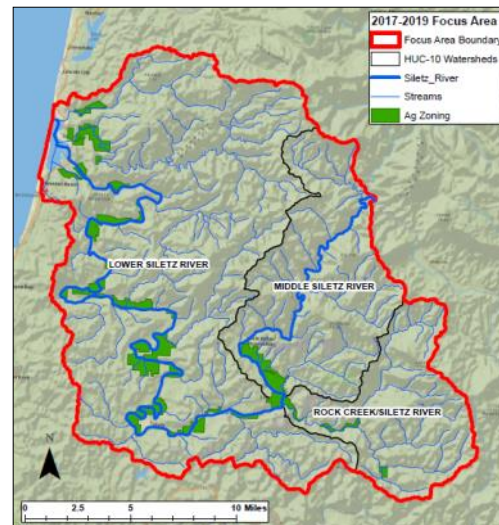 2017-2019 Focus Area
Focus Area Boundary
HUC-10 Watersheds
Siletz_River
Streams
Ag Zoning
LOWER SILETZ RIVER
MIDDLE SILETZ RIVER
ROCK CREEK/SILETZ RIVER
N
0 2.5 5 10 Miles